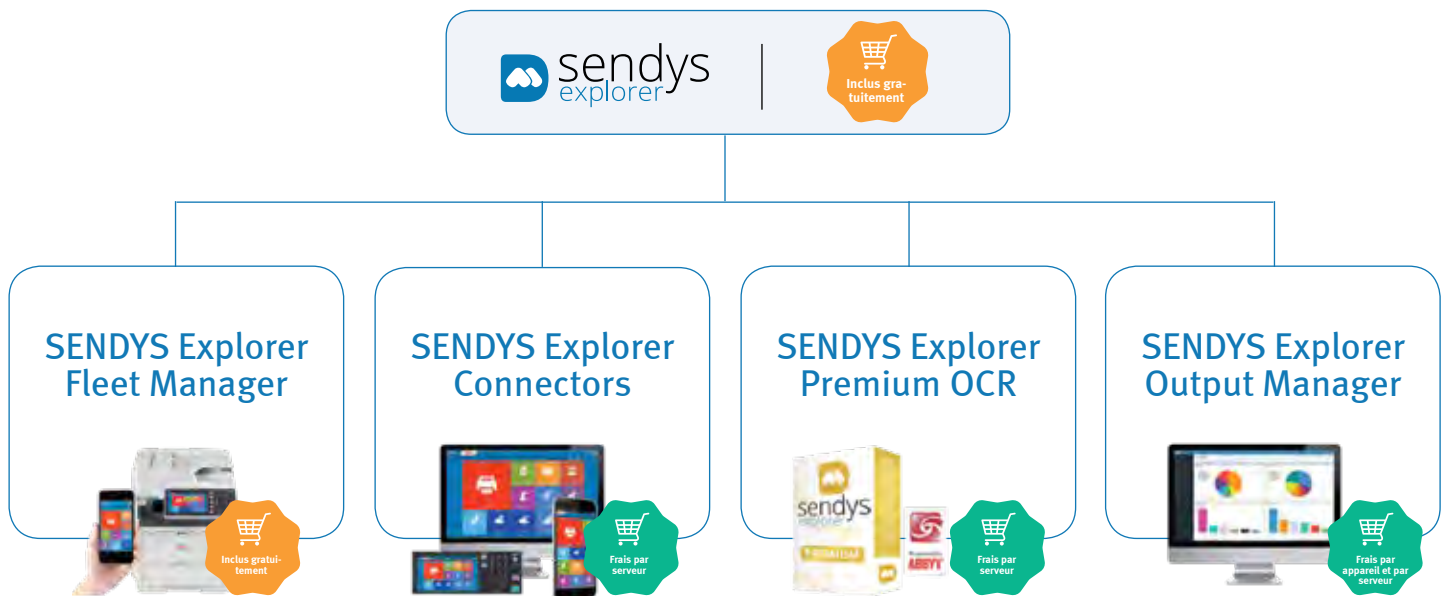 sendys
explorer
Inclus gra-
tuitement
SENDYS Explorer
Fleet Manager
Inclus gratui-
tement
SENDYS Explorer
Connectors
Frais par
serveur
SENDYS Explorer
Premium OCR
sendys
explorer
ABBYY
Frais par
serveur
SENDYS Explorer
Output Manager
Frais par
appareil et par
serveur